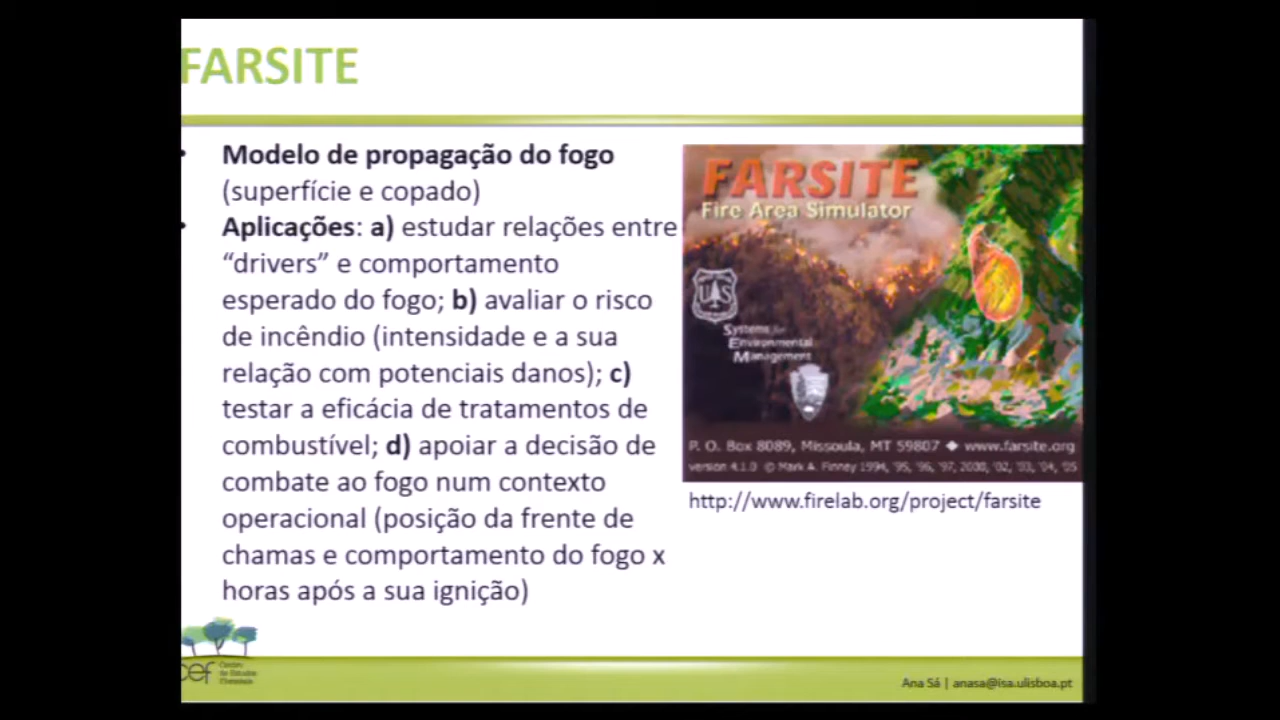 FARSITE
• Modelo de propagação do fogo
(superfície e copado)
• Aplicações: a) estudar relações entre
“drivers” e comportamento
esperado do fogo; b) avaliar o risco
de incêndio (intensidade e a sua
relação com potenciais danos); c)
testar a eficácia de tratamentos de
combustível; d) apoiar a decisão de
combate ao fogo num contexto
operacional (posição da frente de
chamas e comportamento do fogo x
horas após a sua ignição)
FARSITE
Fire Area Simulator
U S
Systems for
Environmental
Management
P. O. Box 8089, Missoula, MT 59807 ◆ www.farsite.org
version 4.1.0 © Mark A. Finney 1994, '95, '96, '97, 2000, '02, '03, '04, '05
http://www.firelab.org/project/farsite
cef
Centro
de Estudos
Florestais
Ana Sá | anasa@isa.ulisboa.pt